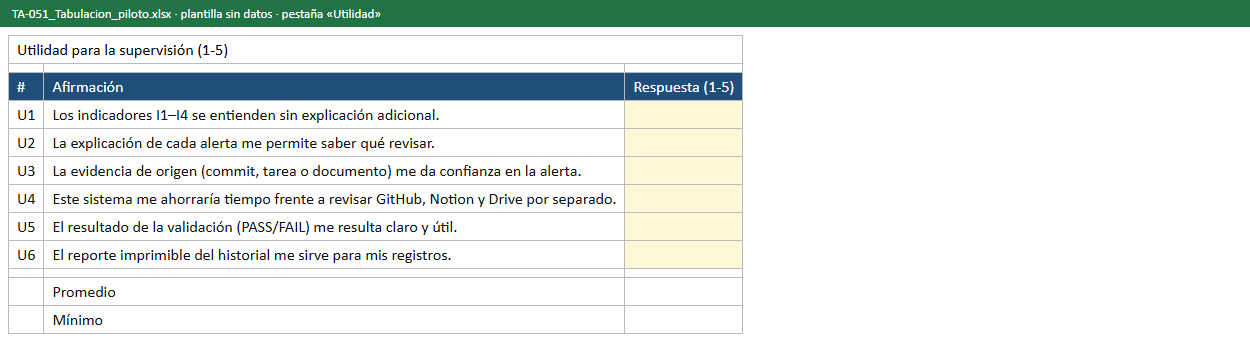 TA-051_Tabulacion_piloto.xlsx · plantilla sin datos · pestaña «Utilidad»
Utilidad para la supervisión (1-5)
# Afirmación Respuesta (1-5)
U1 Los indicadores I1–I4 se entienden sin explicación adicional.
U2 La explicación de cada alerta me permite saber qué revisar.
U3 La evidencia de origen (commit, tarea o documento) me da confianza en la alerta.
U4 Este sistema me ahorraría tiempo frente a revisar GitHub, Notion y Drive por separado.
U5 El resultado de la validación (PASS/FAIL) me resulta claro y útil.
U6 El reporte imprimible del historial me sirve para mis registros.
Promedio
Mínimo